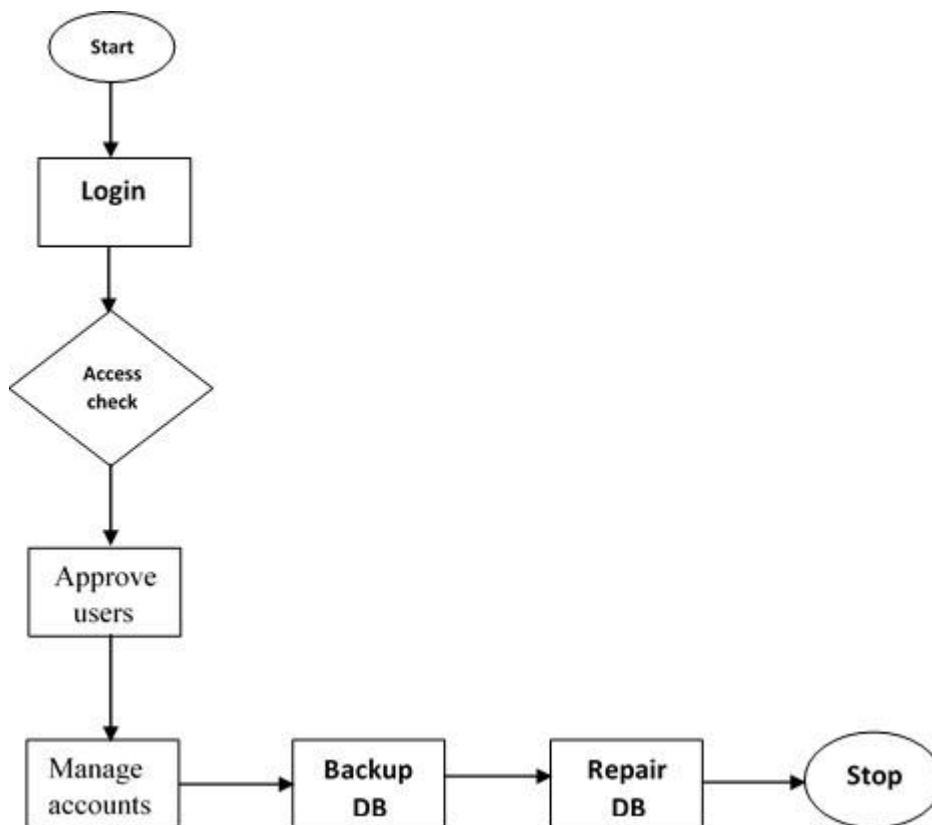 Start
Login
Access
check
Approve
users
Manage
accounts
Backup
DB
Repair
DB
Stop